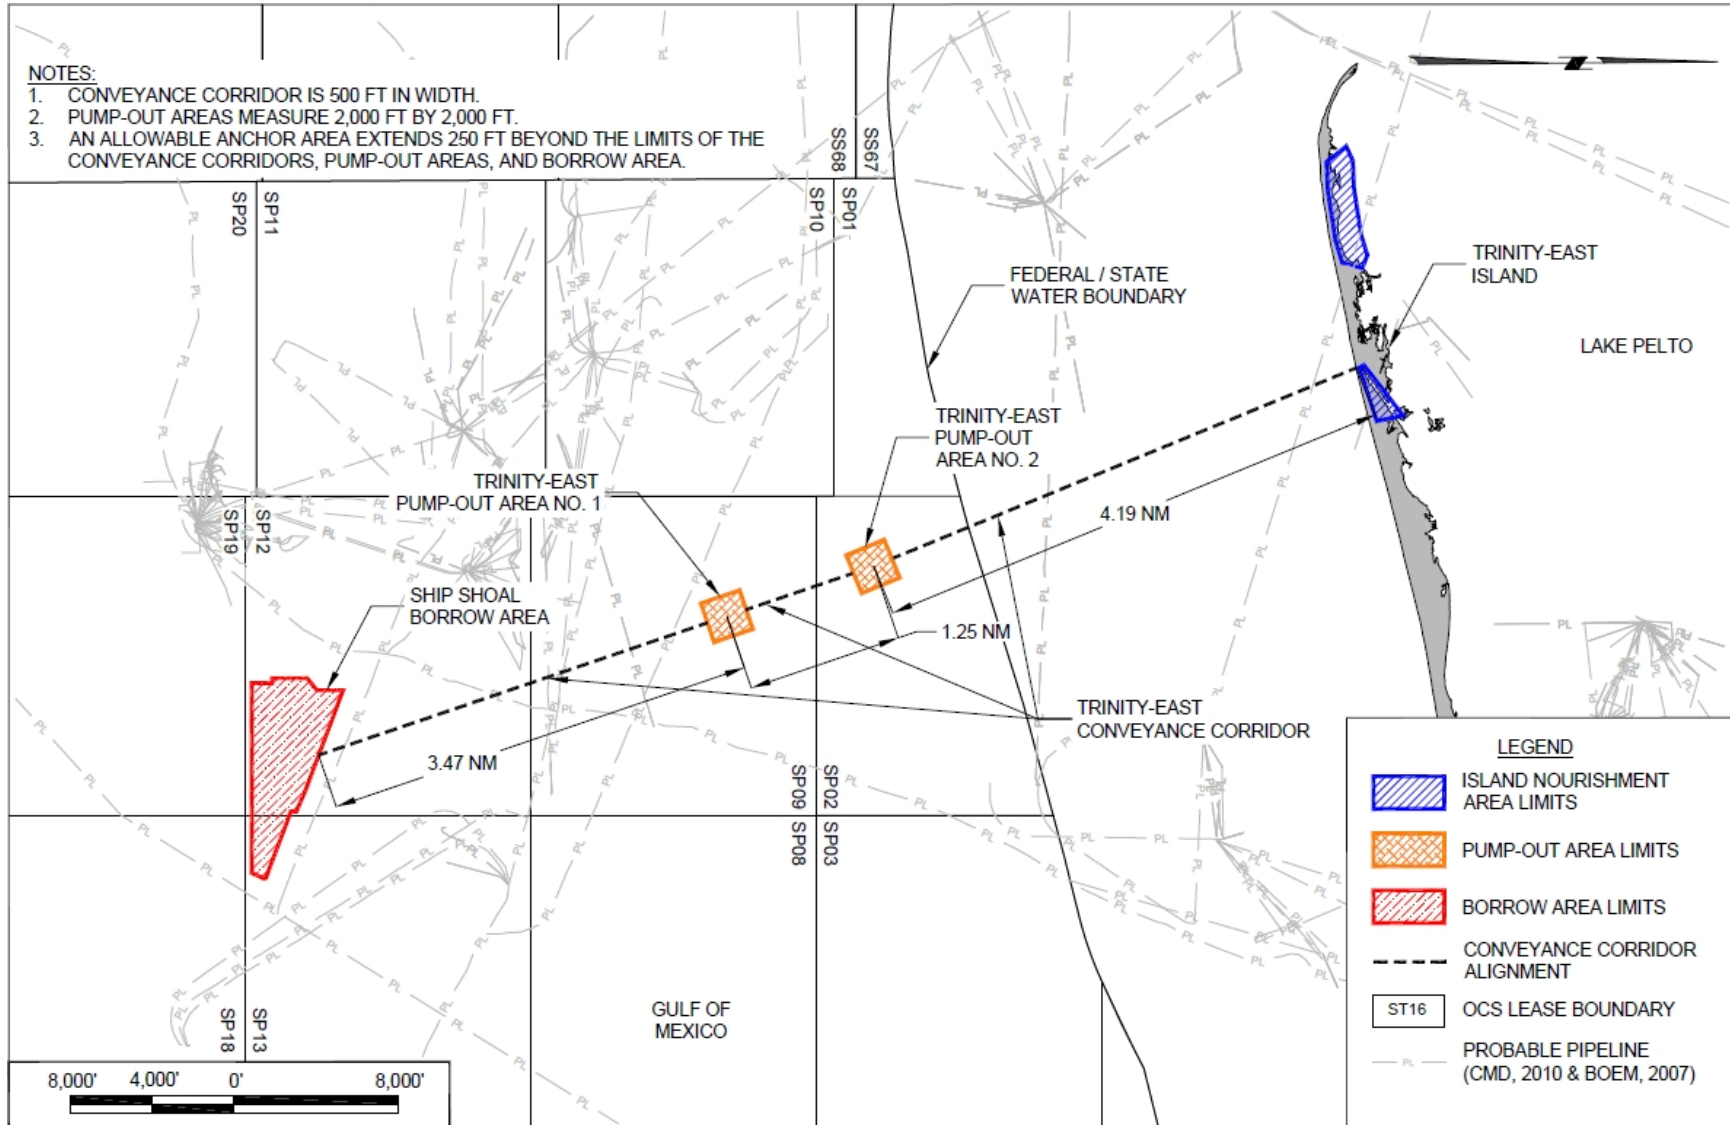 NOTES:
1. CONVEYANCE CORRIDOR IS 500 FT IN WIDTH.
2. PUMP-OUT AREAS MEASURE 2,000 FT BY 2,000 FT.
3. AN ALLOWABLE ANCHOR AREA EXTENDS 250 FT BEYOND THE LIMITS OF THE
CONVEYANCE CORRIDORS, PUMP-OUT AREAS, AND BORROW AREA.
SS68
SS67
SP20
SP11
SP10
SP01
FEDERAL / STATE
WATER BOUNDARY
TRINITY-EAST
ISLAND
LAKE PELTO
TRINITY-EAST
PUMP-OUT
AREA NO. 2
TRINITY-EAST
PUMP-OUT AREA NO. 1
SP19
SP12
4.19 NM
SHIP SHOAL
BORROW AREA
1.25 NM
TRINITY-EAST
CONVEYANCE CORRIDOR
3.47 NM
SP09
SP02
SP08
SP03
GULF OF
MEXICO
SP18
SP13
8,000' 4,000' 0' 8,000'
LEGEND
ISLAND NOURISHMENT
AREA LIMITS
PUMP-OUT AREA LIMITS
BORROW AREA LIMITS
CONVEYANCE CORRIDOR
ALIGNMENT
ST16 OCS LEASE BOUNDARY
PL PROBABLE PIPELINE
(CMD, 2010 & BOEM, 2007)